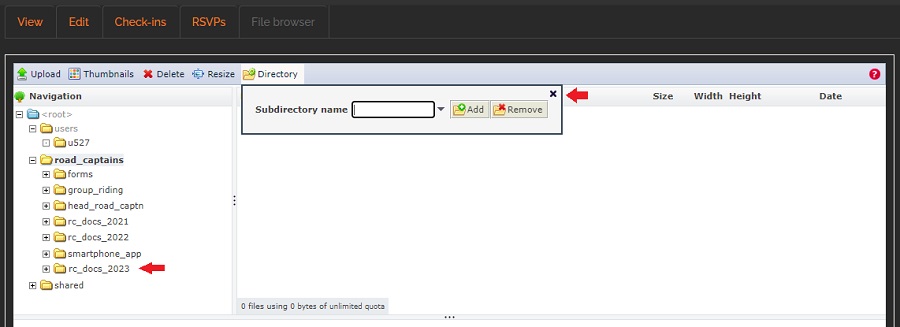 View Edit Check-ins RSVPs File browser
Upload Thumbnails Delete Resize Directory ?
Navigation Size Width Height Date
Subdirectory name Add Remove
<root>
users
u527
road_captains
forms
group_riding
head_road_captn
rc_docs_2021
rc_docs_2022
smartphone_app
rc_docs_2023
shared
0 files using 0 bytes of unlimited quota